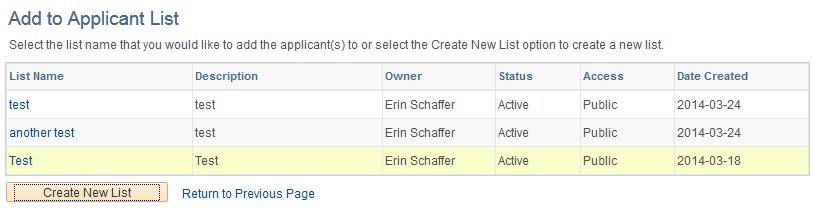 Add to Applicant List
Select the list name that you would like to add the applicant(s) to or select the Create New List option to create a new list.
List Name Description Owner Status Access Date Created
test test Erin Schaffer Active Public 2014-03-24
another test test Erin Schaffer Active Public 2014-03-24
Test Test Erin Schaffer Active Public 2014-03-18
Create New List Return to Previous Page